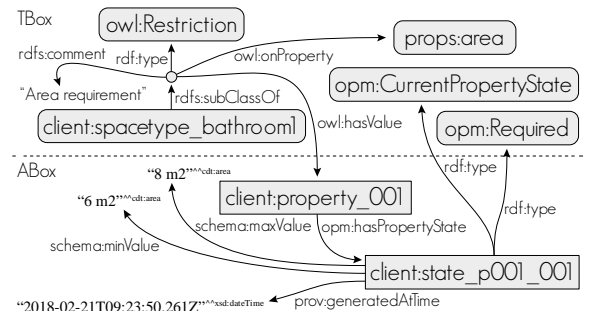 TBox
owl:Restriction
rdfs:comment
rdf:type
owl:onProperty
props:area
"Area requirement"
rdfs:subClassOf
opm:CurrentPropertyState
client:spacetype_bathroom1
owl:hasValue
opm:Required
ABox
"8 m2"^^cdt:area
rdf:type
"6 m2"^^cdt:area
client:property_001
rdf:type
schema:maxValue
opm:hasPropertyState
schema:minValue
client:state_p001_001
"2018-02-21T09:23:50.261Z"^^xsd:dateTime
prov:generatedAtTime